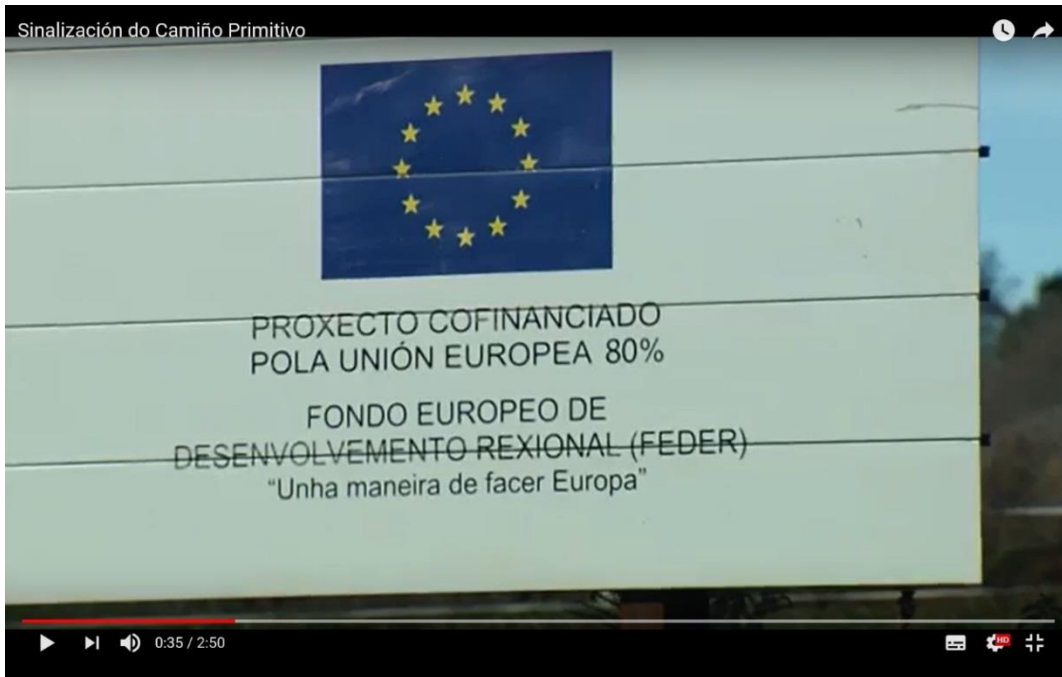 Sinalización do Camiño Primitivo
PROXECTO COFINANCIADO
POLA UNIÓN EUROPEA 80%
FONDO EUROPEO DE
DESENVOLVEMENTO REXIONAL (FEDER)
“Unha maneira de facer Europa”
0:35 / 2:50
HD